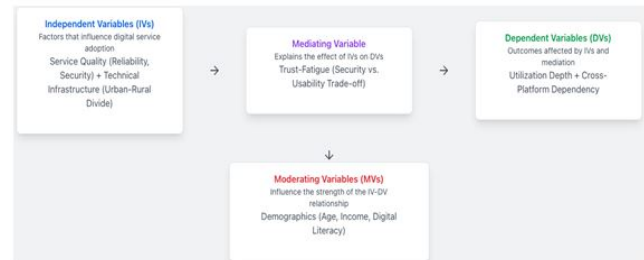 Independent Variables (IVs)
Factors that influence digital service
adoption
Service Quality (Reliability,
Security) + Technical
Infrastructure (Urban-Rural
Divide)
Mediating Variable
Explains the effect of IVs on DVs
Trust-Fatigue (Security vs.
Usability Trade-off)
Dependent Variables (DVs)
Outcomes affected by IVs and
mediation
Utilization Depth + Cross-
Platform Dependency
Moderating Variables (MVs)
Influence the strength of the IV-DV
relationship
Demographics (Age, Income, Digital
Literacy)